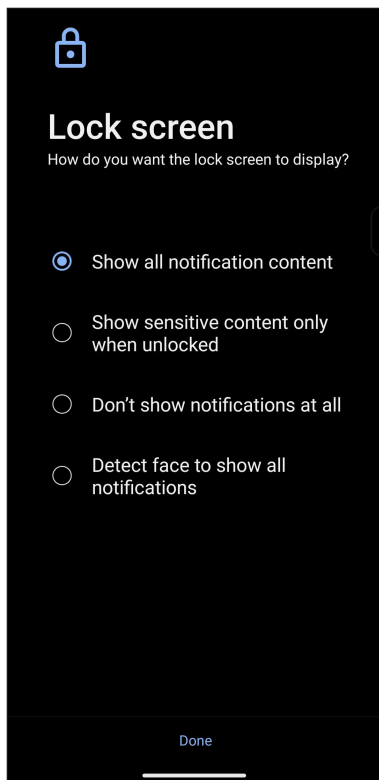 Lock screen
How do you want the lock screen to display?
Show all notification content
Show sensitive content only
when unlocked
Don’t show notifications at all
Detect face to show all
notifications
Done